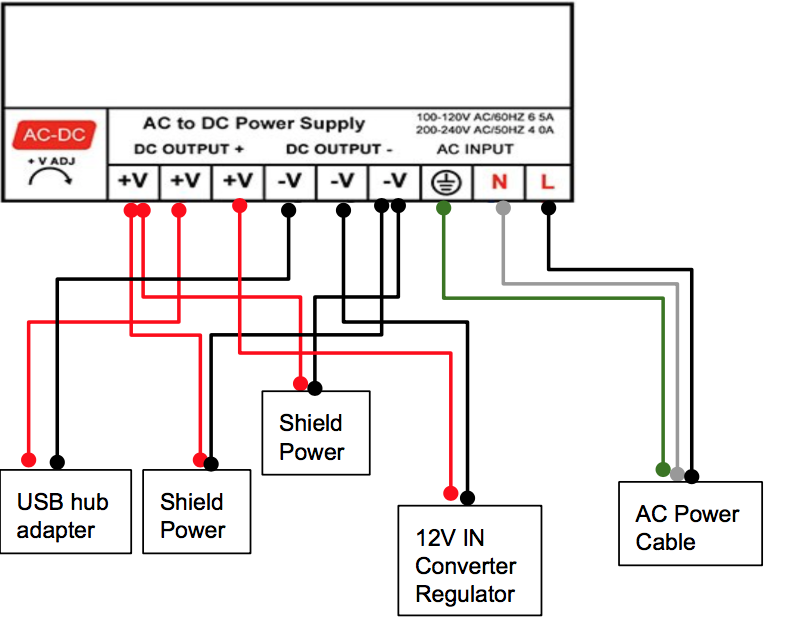 AC-DC
+ V ADJ
AC to DC Power Supply
DC OUTPUT +
DC OUTPUT -
100-120V AC/60HZ 6 5A
200-240V AC/50HZ 4 0A
AC INPUT
+V +V +V -V -V -V N L
Shield
Power
USB hub
adapter
Shield
Power
12V IN
Converter
Regulator
AC Power
Cable